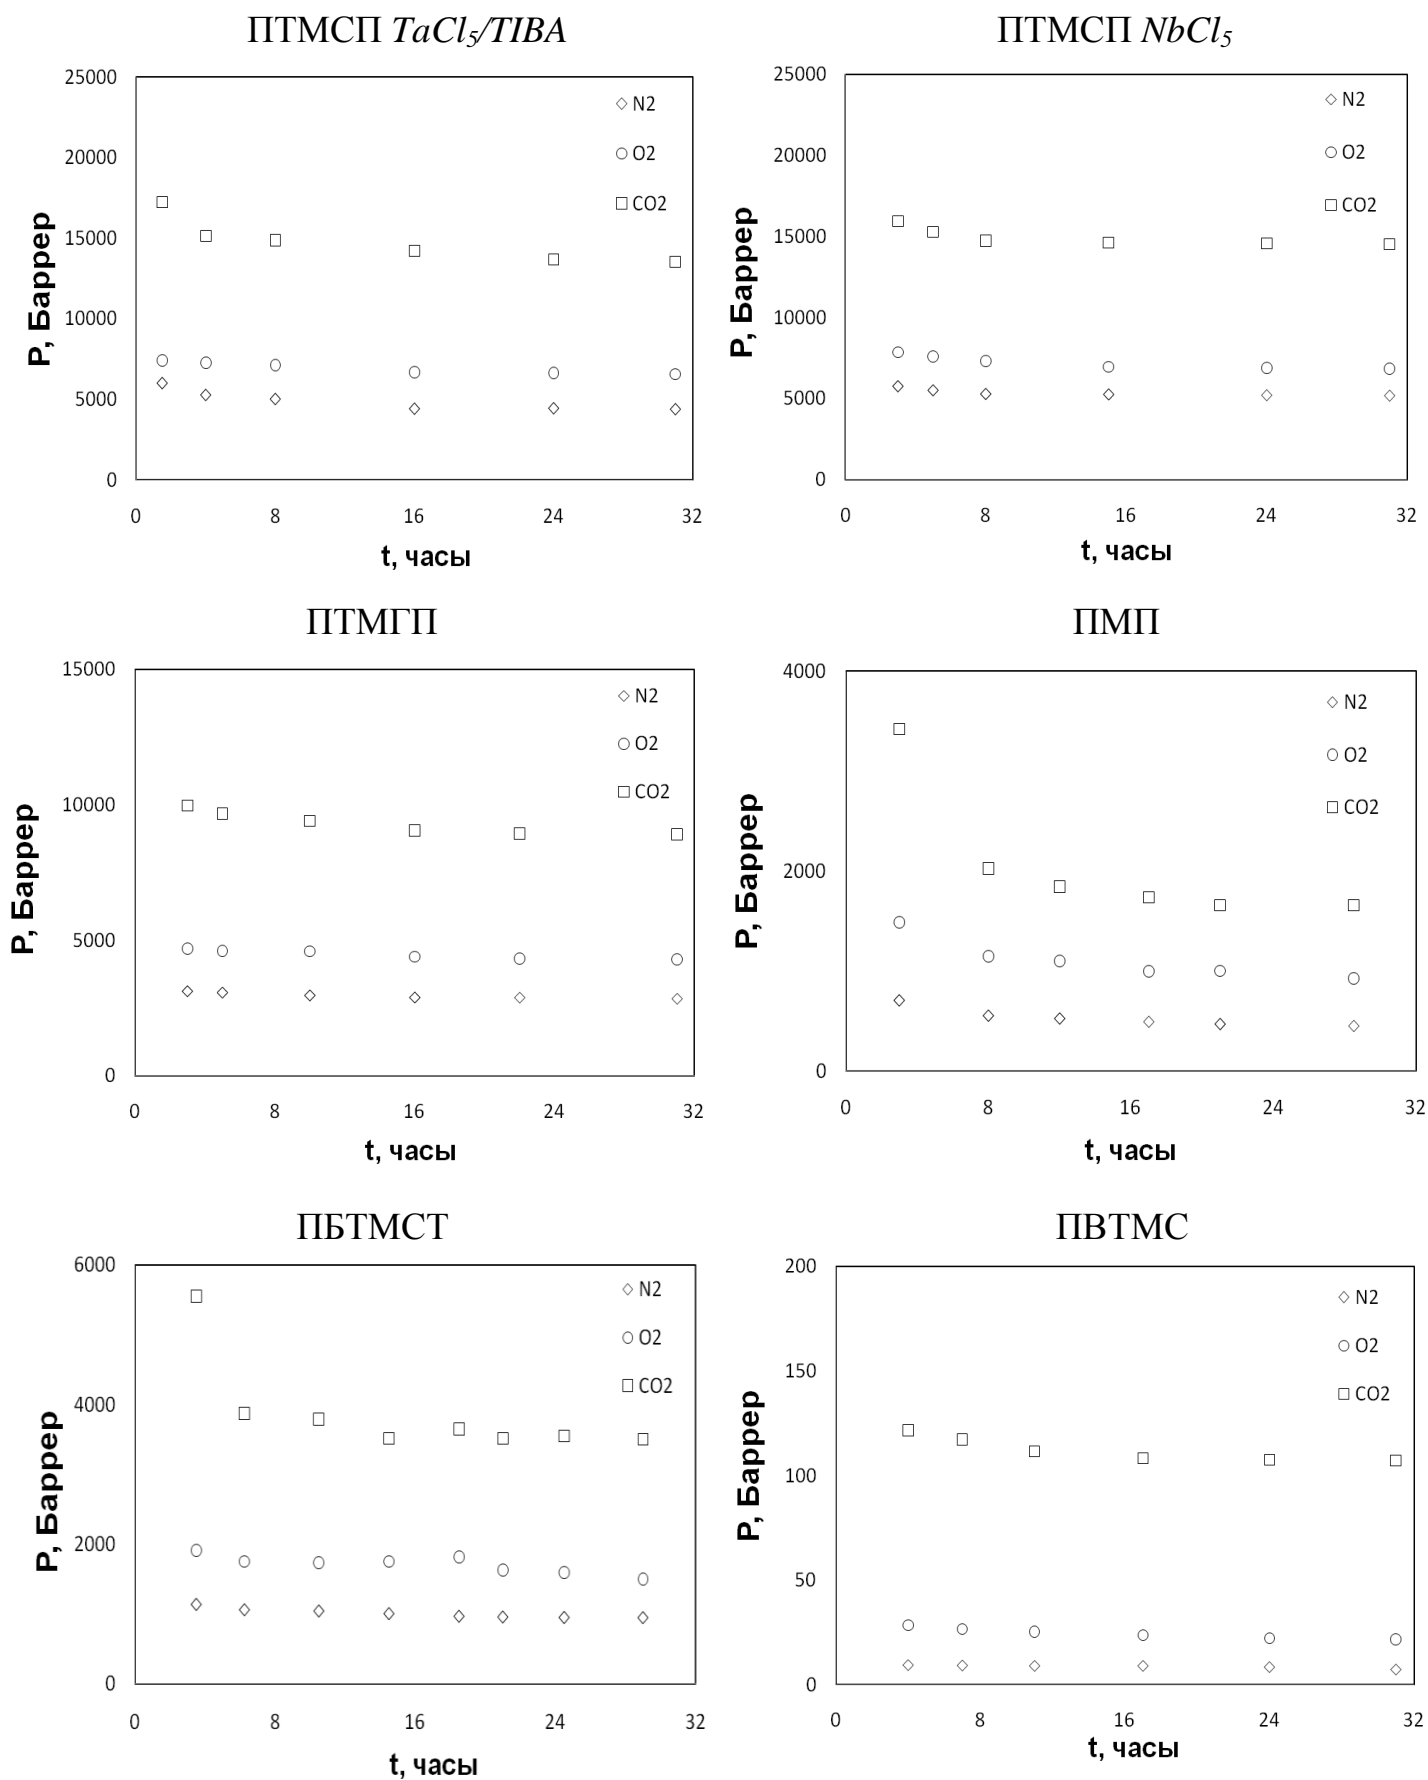 ПТМСП TaCl5/TIBA
25000
20000
15000
10000
5000
0
P, Баррер
N2
O2
CO2
0 8 16 24 32
t, часы
ПТМСП NbCl5
25000
20000
15000
10000
5000
0
P, Баррер
N2
O2
CO2
0 8 16 24 32
t, часы
ПТМГП
15000
10000
5000
0
P, Баррер
N2
O2
CO2
0 8 16 24 32
t, часы
ПМП
4000
2000
0
P, Баррер
N2
O2
CO2
0 8 16 24 32
t, часы
ПБТМСТ
6000
4000
2000
0
P, Баррер
N2
O2
CO2
0 8 16 24 32
t, часы
ПВТМС
200
150
100
50
0
P, Баррер
N2
O2
CO2
0 8 16 24 32
t, часы